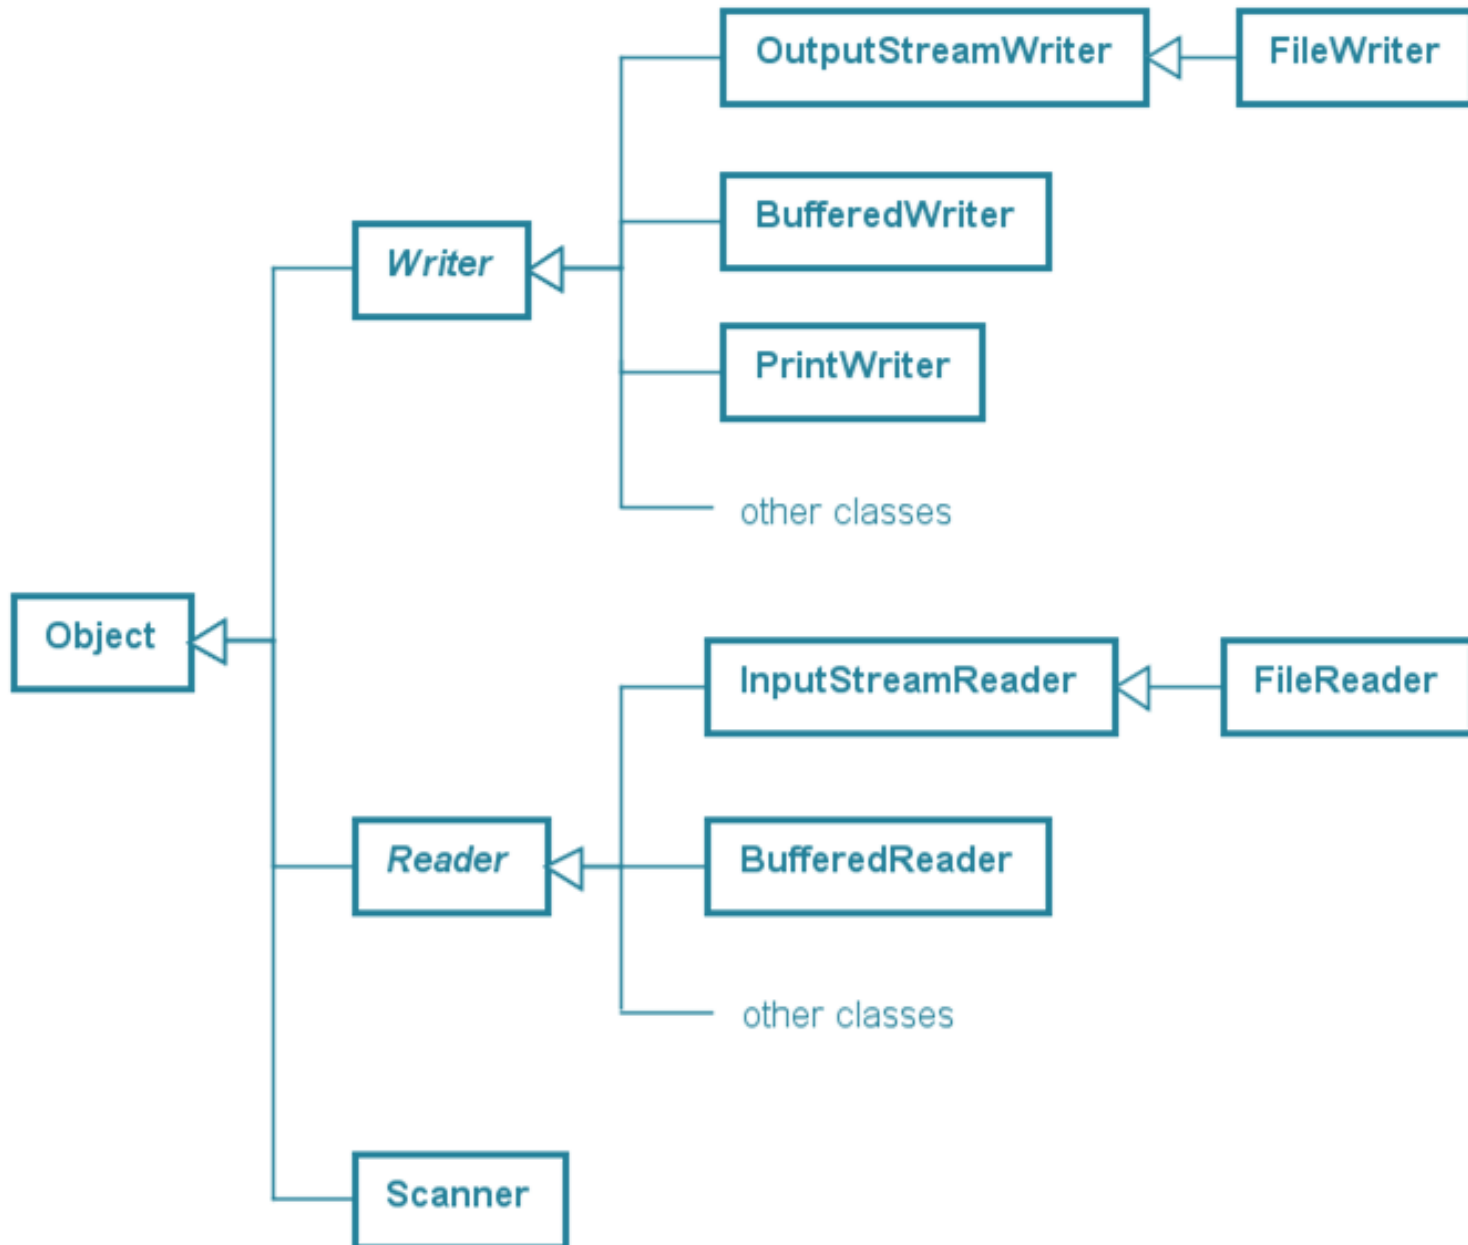 OutputStreamWriter
FileWriter
BufferedWriter
Writer
PrintWriter
other classes
Object
InputStreamReader
FileReader
Reader
BufferedReader
other classes
Scanner